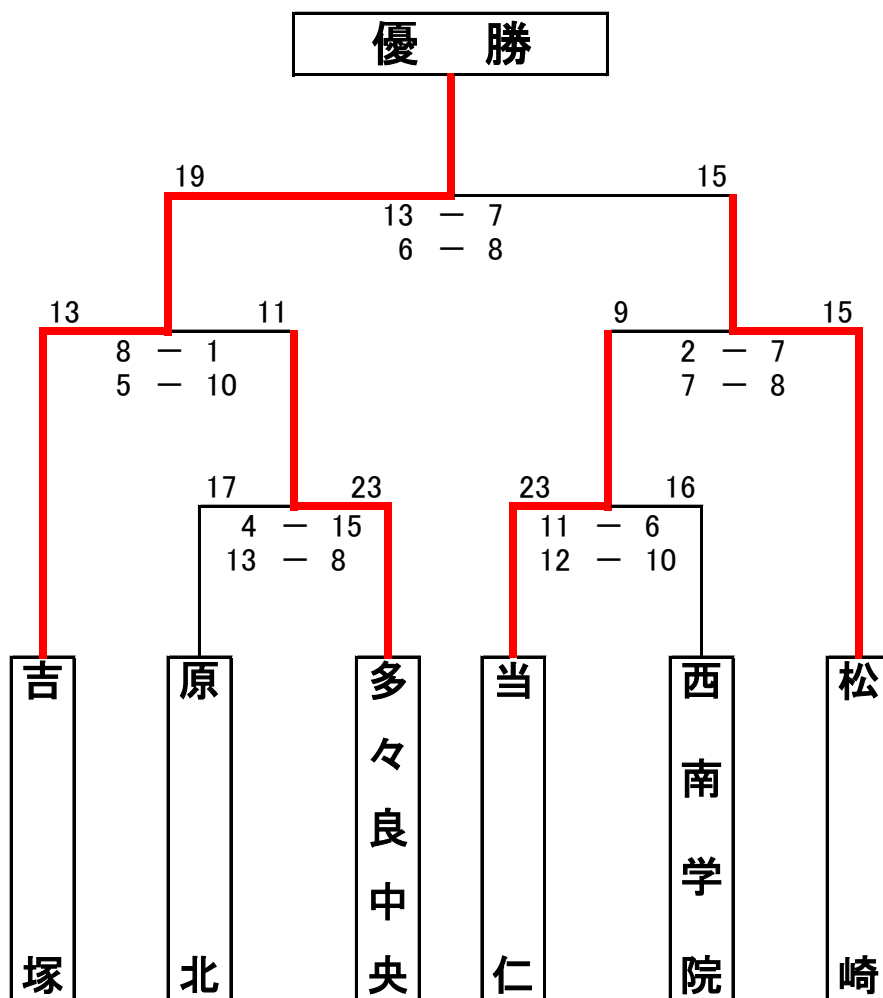 優勝
19 15
13 － 7
6 － 8
13 11 9 15
8 － 1 2 － 7
5 － 10 7 － 8
17 23 23 16
4 － 15 11 － 6
13 － 8 12 － 10
吉塚
原北
多々良中央
当仁
西南学院
松崎